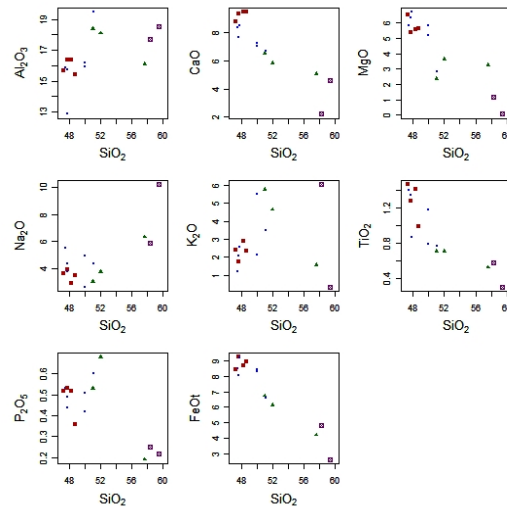 19
17
15
13
Al₂O₃
48 52 56 60
SiO₂
8
6
4
2
CaO
48 52 56 60
SiO₂
6
5
4
3
2
1
0
MgO
48 52 56 60
SiO₂
10
8
6
4
Na₂O
48 52 56 60
SiO₂
6
5
4
3
2
1
K₂O
48 52 56 60
SiO₂
1.2
0.8
0.4
TiO₂
48 52 56 60
SiO₂
0.6
0.5
0.4
0.3
0.2
P₂O₅
48 52 56 60
SiO₂
9
8
7
6
5
4
3
FeOt
48 52 56 60
SiO₂